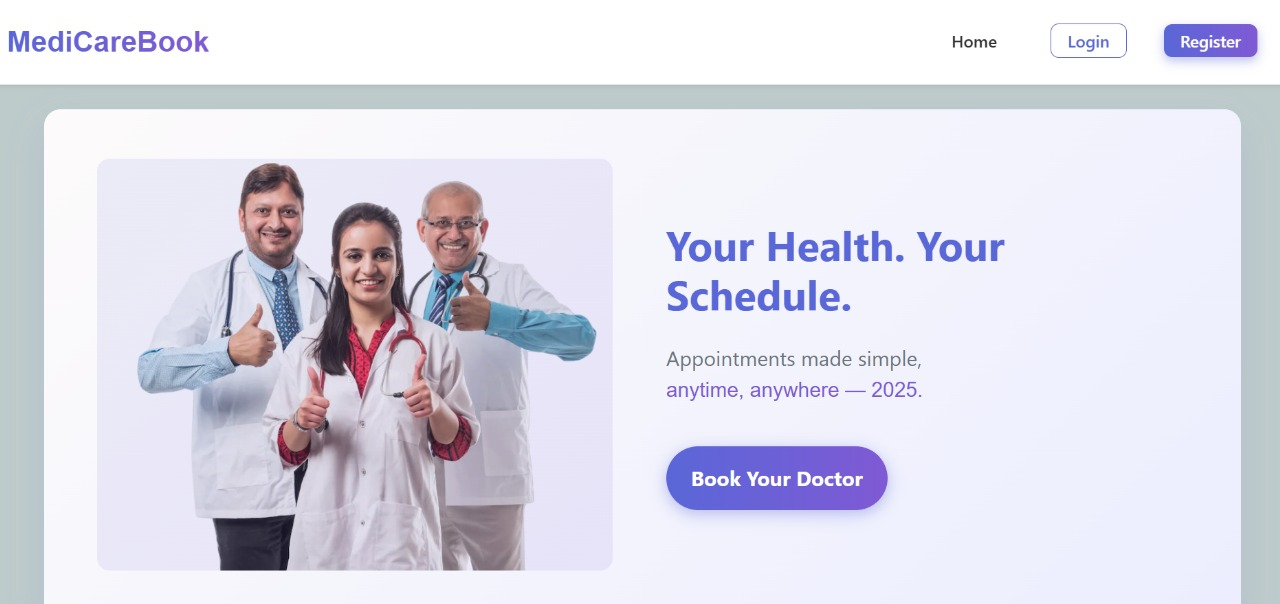 MediCareBook
Home
Login
Register
Your Health. Your
Schedule.
Appointments made simple,
anytime, anywhere — 2025.
Book Your Doctor